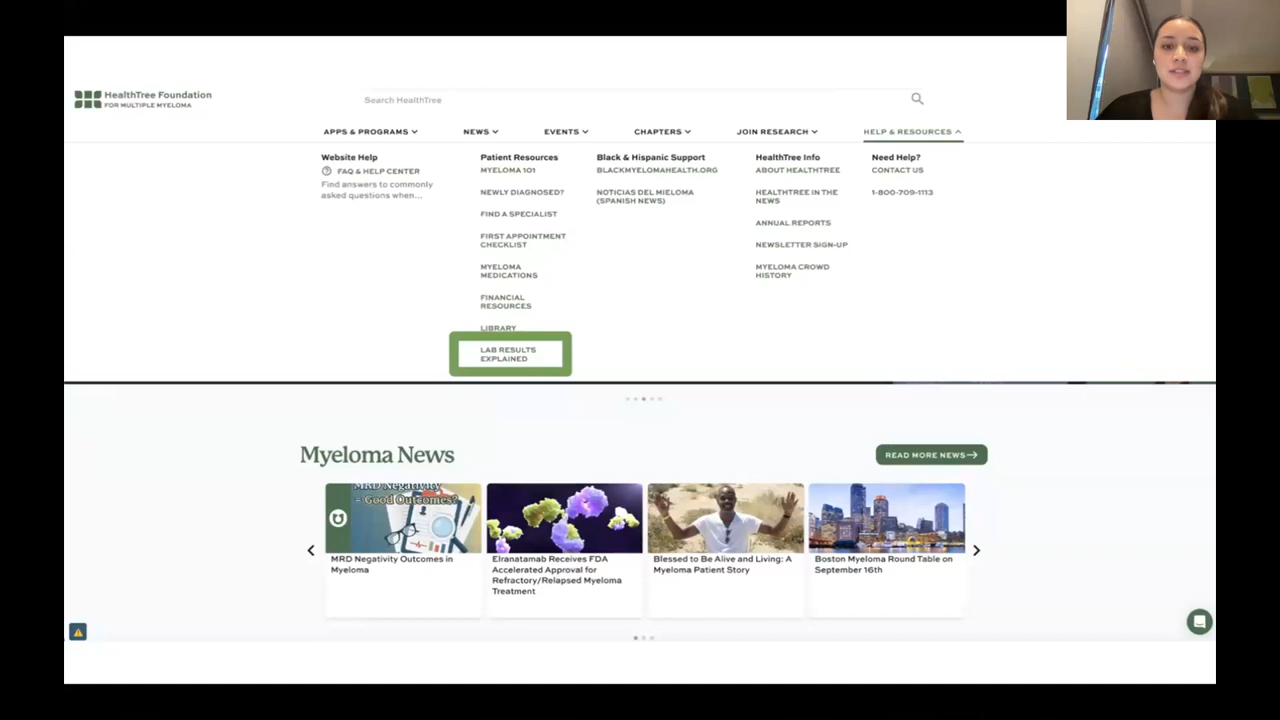 HealthTree Foundation
FOR MULTIPLE MYELOMA
Search HealthTree
APPS & PROGRAMS
NEWS
EVENTS
CHAPTERS
JOIN RESEARCH
HELP & RESOURCES
Website Help
FAQ & HELP CENTER
Find answers to commonly
asked questions when...
Patient Resources
MYELOMA 101
NEWLY DIAGNOSED?
FIND A SPECIALIST
FIRST APPOINTMENT
CHECKLIST
MYELOMA
MEDICATIONS
FINANCIAL
RESOURCES
LIBRARY
LAB RESULTS
EXPLAINED
Black & Hispanic Support
BLACKMYELOMAHEALTH.ORG
NOTICIAS DEL MIELOMA
(SPANISH NEWS)
HealthTree Info
ABOUT HEALTHTREE
HEALTHTREE IN THE
NEWS
ANNUAL REPORTS
NEWSLETTER SIGN-UP
MYELOMA CROWD
HISTORY
Need Help?
CONTACT US
1-800-709-1113
Myeloma News
READ MORE NEWS
MRD Negativity
= Good Outcomes?
MRD Negativity Outcomes in
Myeloma
Elranatamab Receives FDA
Accelerated Approval for
Refractory/Relapsed Myeloma
Treatment
Blessed to Be Alive and Living: A
Myeloma Patient Story
Boston Myeloma Round Table on
September 16th